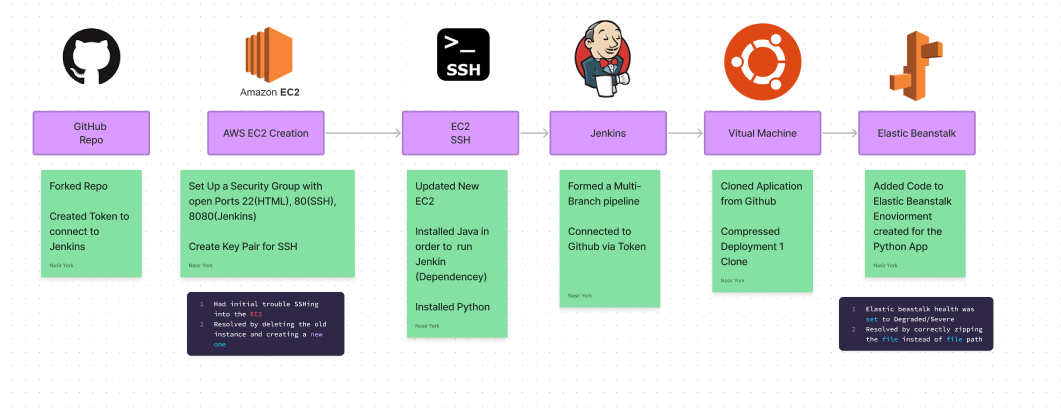 >_
SSH
Amazon EC2
GitHub
Repo
AWS EC2 Creation
EC2
SSH
Jenkins
Vitual Machine
Elastic Beanstalk
Forked Repo
Created Token to
connect to
Jenkins
Nasir York
Set Up a Security Group with
open Ports 22(HTML), 80(SSH),
8080(Jenkins)
Create Key Pair for SSH
Nasir York
1 Had initial trouble SSHing
into the EC2
2 Resolved by deleting the old
instance and creating a new
one
Updated New
EC2
Installed Java in
order to run
Jenkin
(Dependencey)
Installed Python
Nasir York
Formed a Multi-
Branch pipeline
Connected to
Github via Token
Nasir York
Cloned Aplication
from Github
Compressed
Deployment 1
Clone
Nasir York
Added Code to
Elastic Beanstalk
Enoviorment
created for the
Python App
Nasir York
1 Elastic beastalk health was
set to Degraded/Severe
2 Resolved by correctly zipping
the file instead of file path